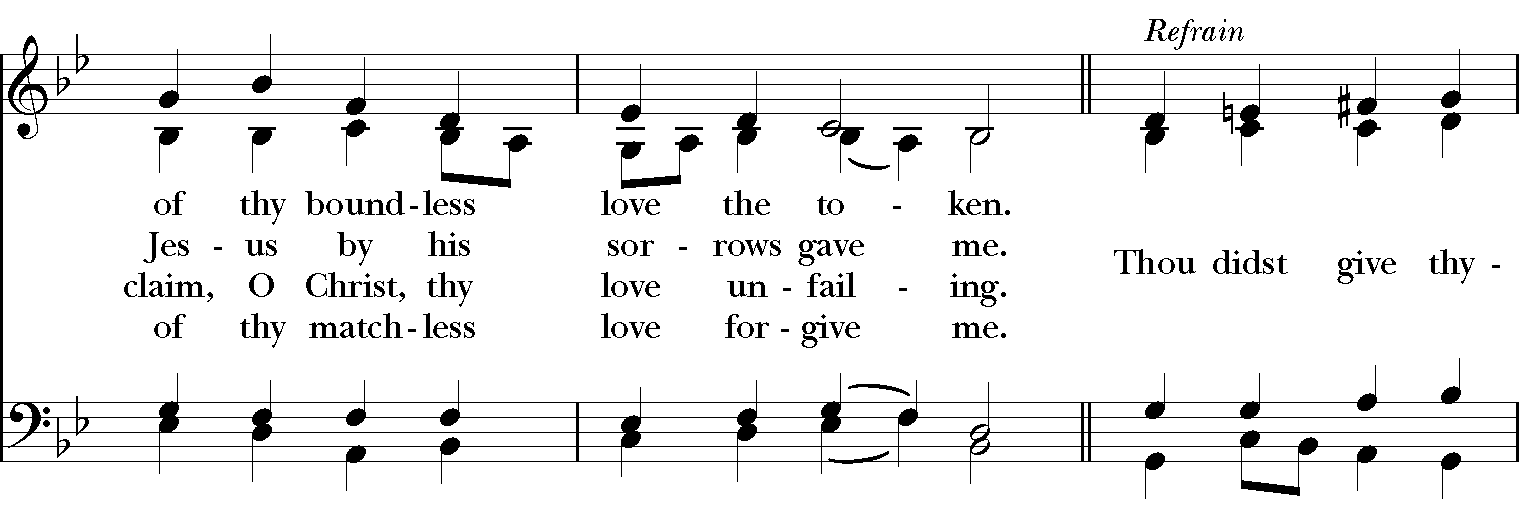 Refrain
of thy bound-less love the to - ken.
Jes - us by his sor - rows gave me.
claim, O Christ, thy love un - fail - ing.
of thy match-less love for - give me.
Thou didst give thy -